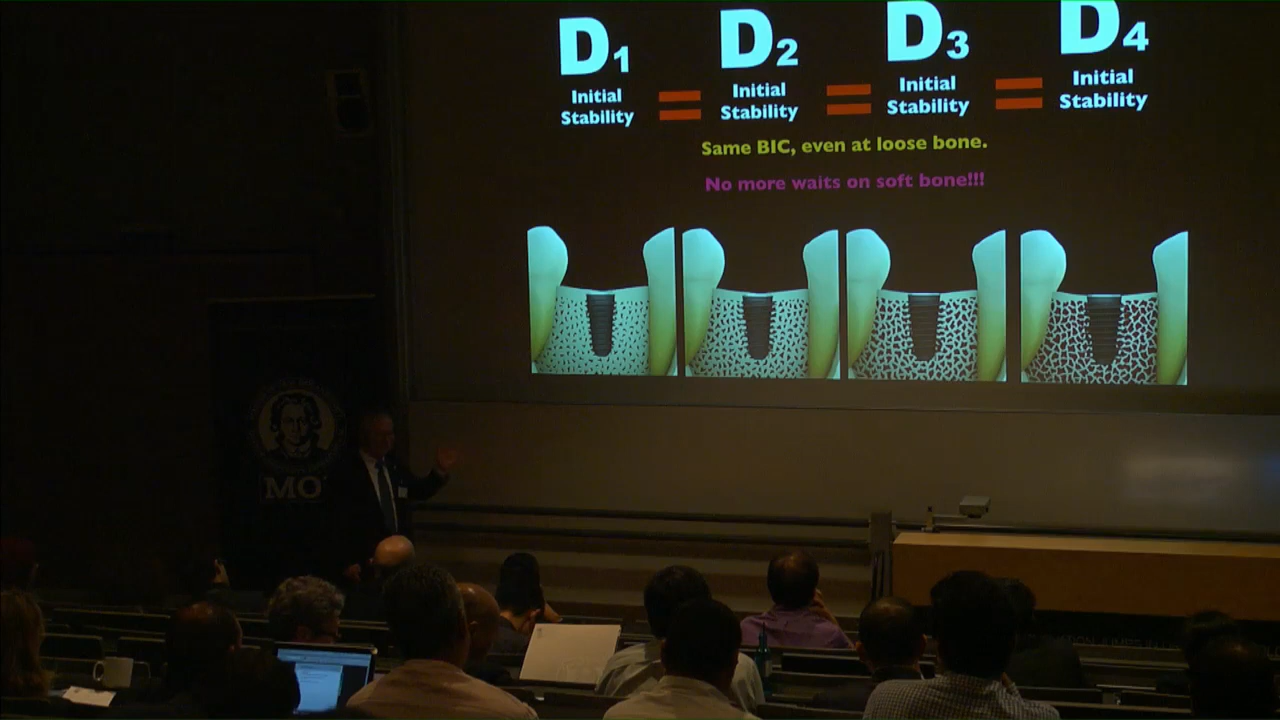 D1 D2 D3 D4
Initial Stability = Initial Stability = Initial Stability = Initial Stability
Same BIC, even at loose bone.
No more waits on soft bone!!!
MO